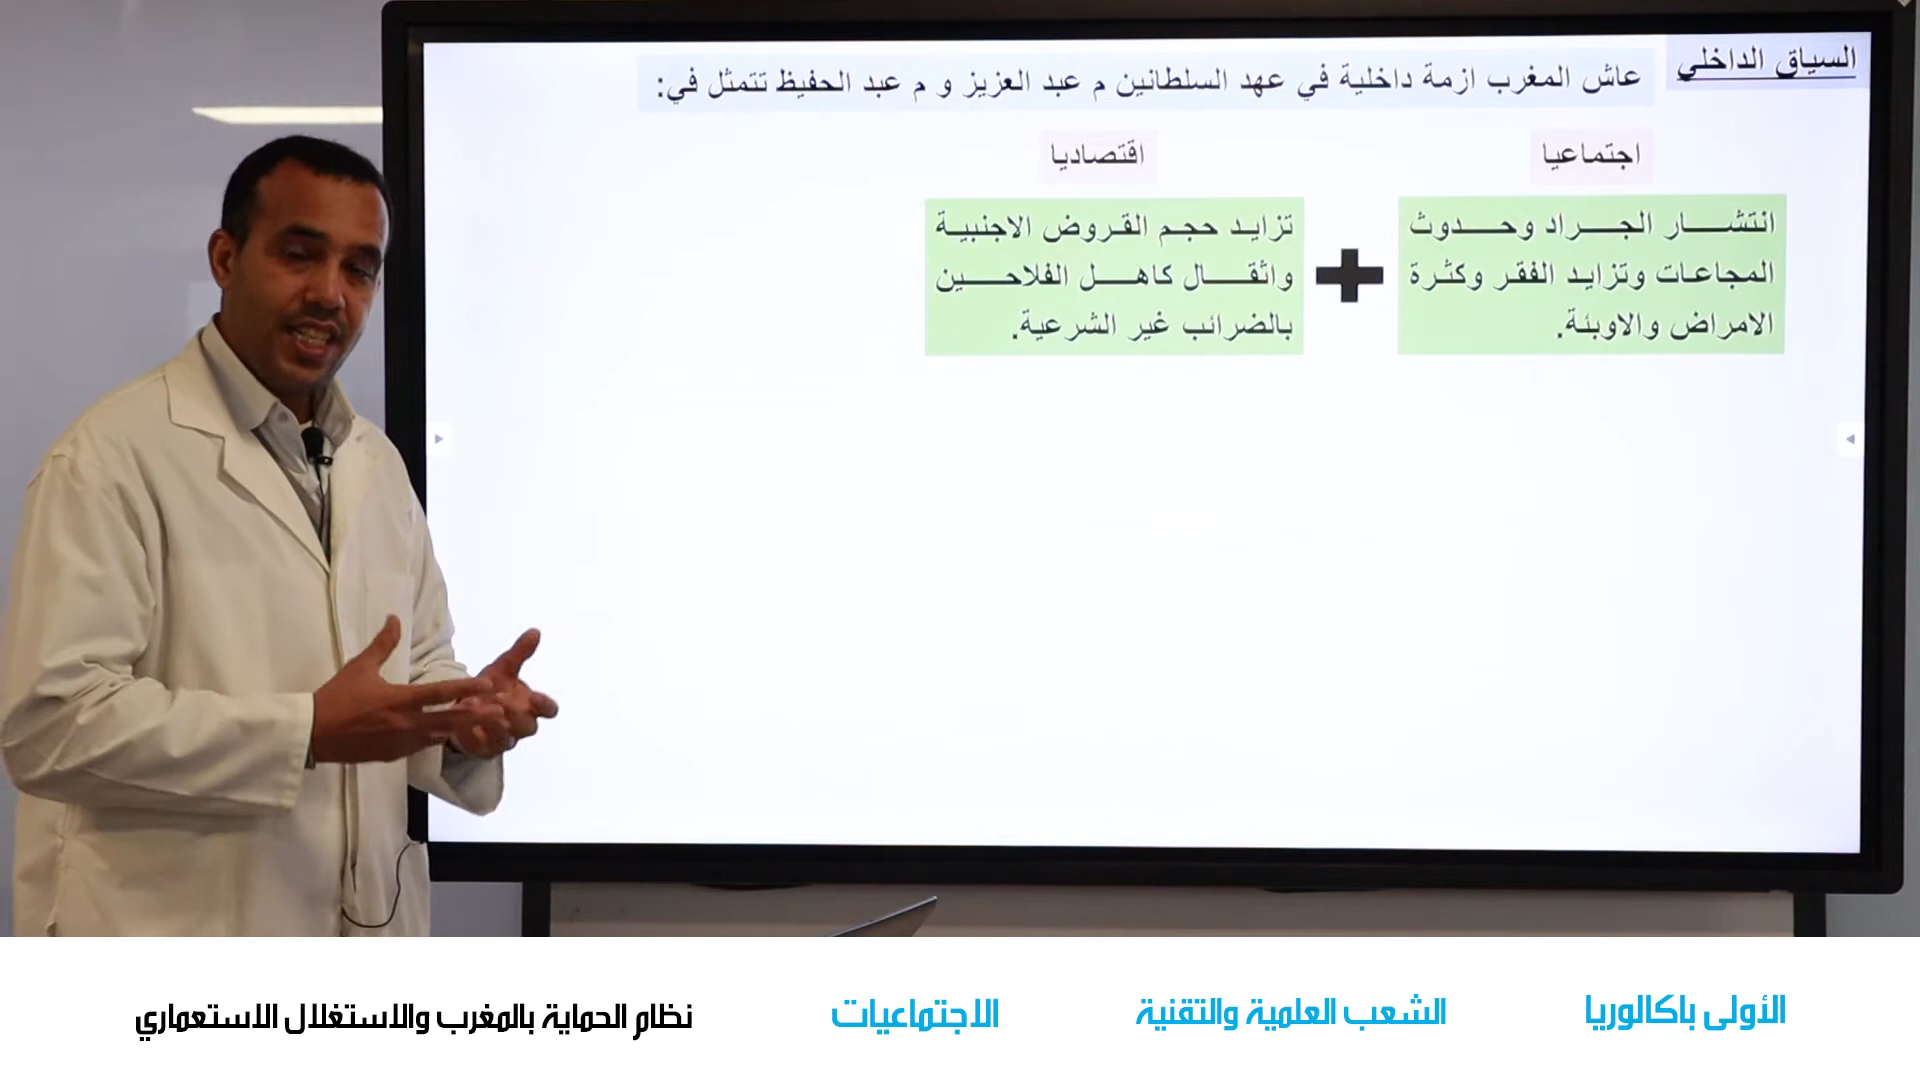 السياق الداخلي
عاش المغرب ازمة داخلية في عهد السلطانين م عبد العزيز و م عبد الحفيظ تتمثل في:
اجتماعيا
انتشار الجراد وحدوث
المجاعات وتزايد الفقر وكثرة
الامراض والاوبئة.
اقتصاديا
تزايد حجم القروض الاجنبية
واثقال كاهل الفلاحين
بالضرائب غير الشرعية.
الأولى باكالوريا
الشعب العلمية والتقنية
الاجتماعيات
نظام الحماية بالمغرب والاستغلال الاستعماري